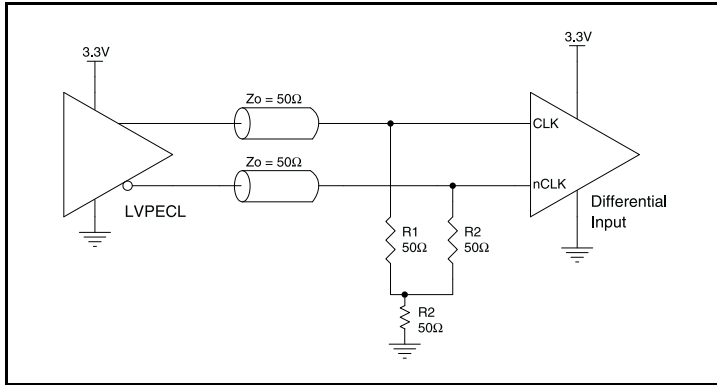 3.3V
3.3V
Zo = 50Ω
CLK
Zo = 50Ω
nCLK
LVPECL
Differential
Input
R1
50Ω
R2
50Ω
R2
50Ω